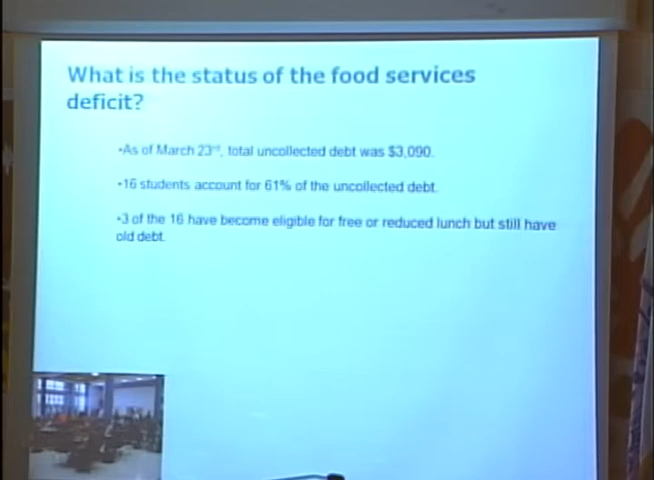 What is the status of the food services
deficit?
•As of March 23rd, total uncollected debt was $3,090.
•16 students account for 61% of the uncollected debt.
•3 of the 16 have become eligible for free or reduced lunch but still have
old debt.